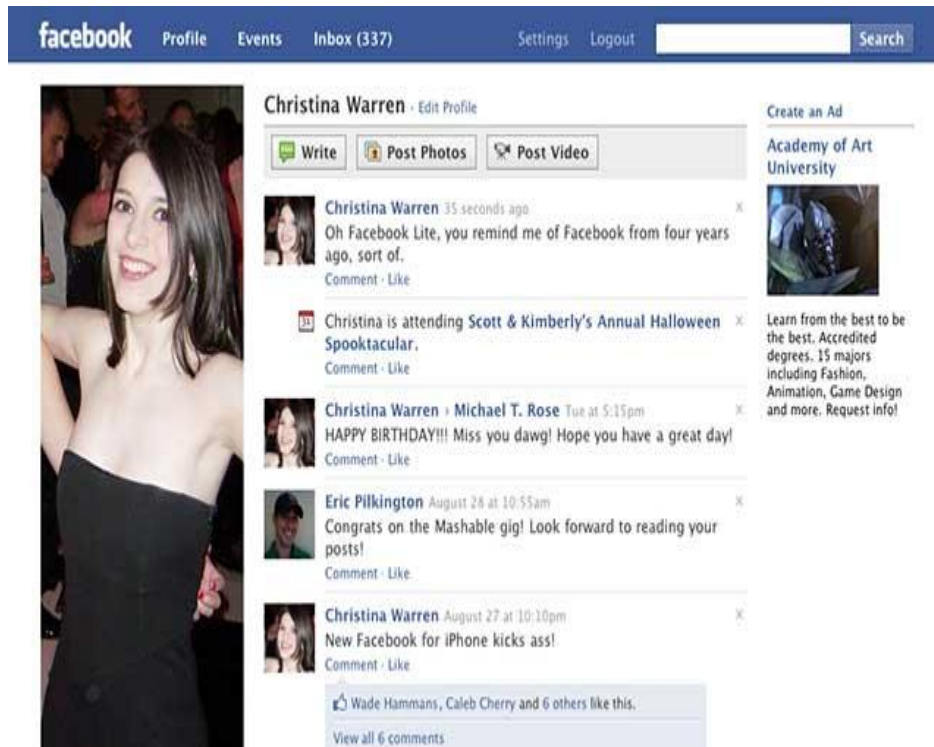 facebook Profile Events Inbox (337) Settings Logout Search
Christina Warren · Edit Profile
Write Post Photos Post Video
Christina Warren 35 seconds ago x
Oh Facebook Lite, you remind me of Facebook from four years
ago, sort of.
Comment · Like
31 Christina is attending Scott & Kimberly's Annual Halloween x
Spooktacular.
Comment · Like
Christina Warren › Michael T. Rose Tue at 5:15pm x
HAPPY BIRTHDAY!!! Miss you dawg! Hope you have a great day!
Comment · Like
Eric Pilkington August 28 at 10:55am x
Congrats on the Mashable gig! Look forward to reading your
posts!
Comment · Like
Christina Warren August 27 at 10:10pm x
New Facebook for iPhone kicks ass!
Comment · Like
Wade Hammans, Caleb Cherry and 6 others like this.
View all 6 comments
Create an Ad
Academy of Art
University
Learn from the best to be
the best. Accredited
degrees. 15 majors
including Fashion,
Animation, Game Design
and more. Request info!